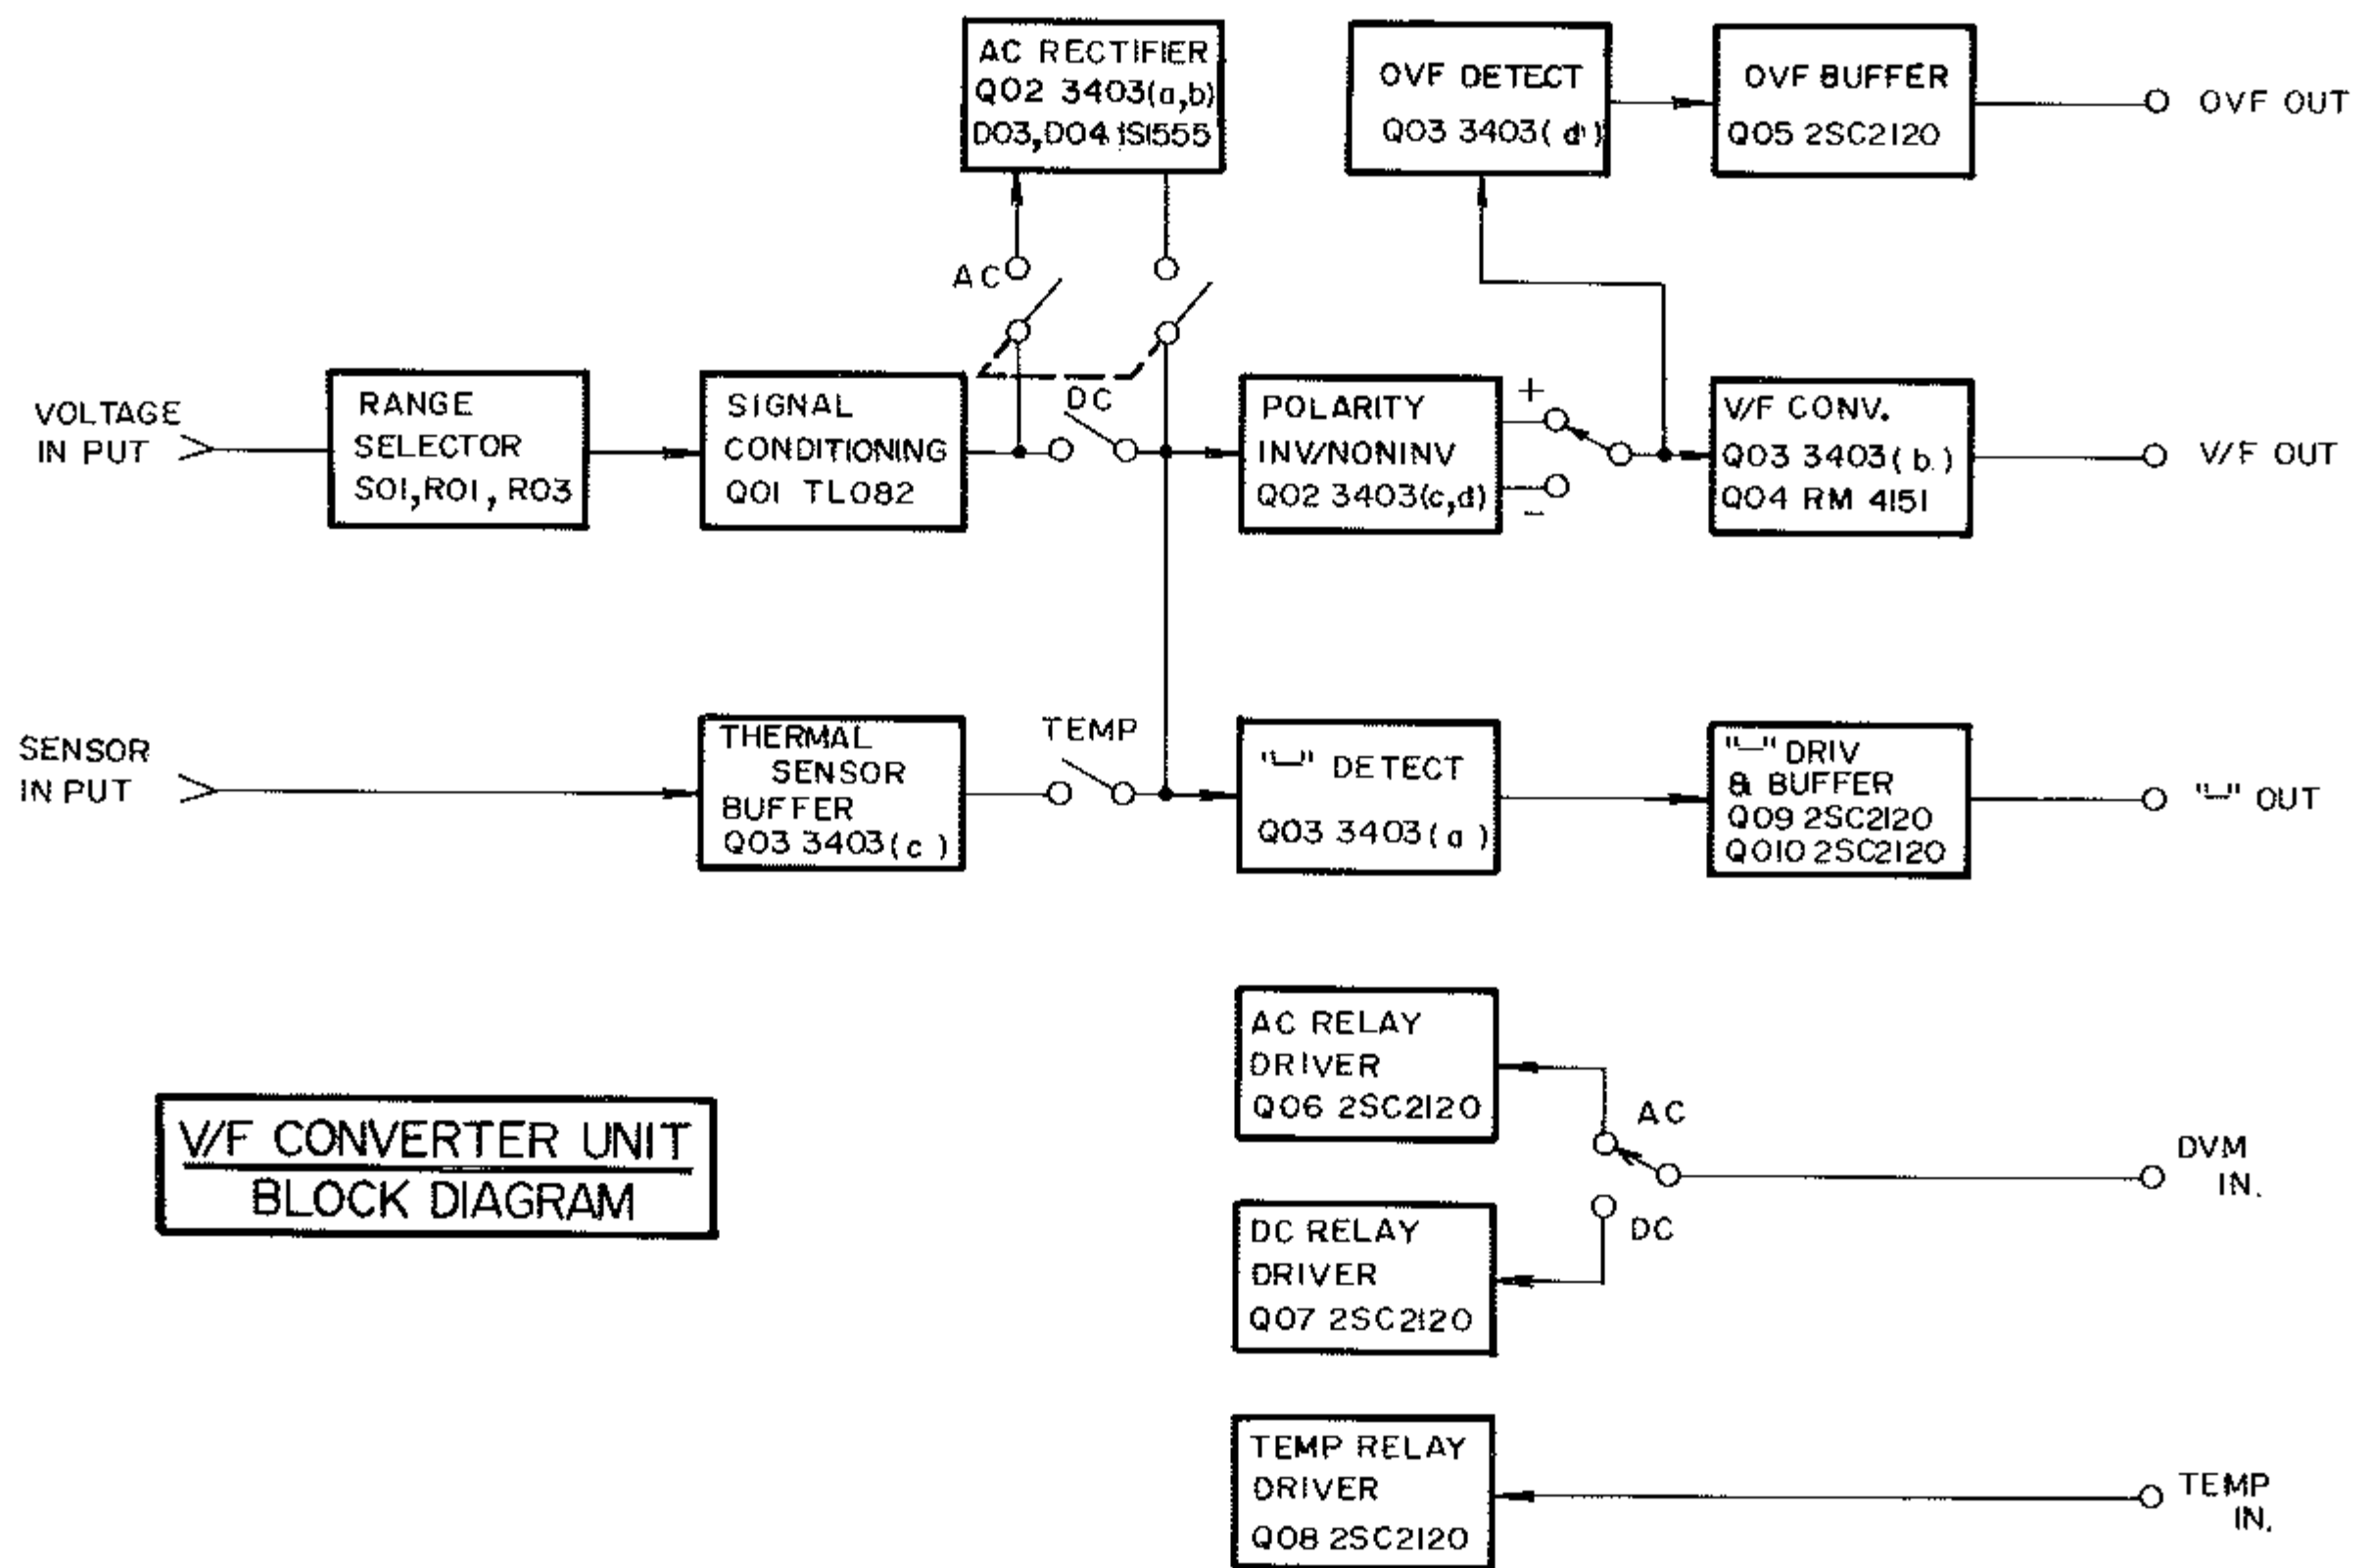 AC RECTIFIER
Q02 3403(a,b)
D03,D04 1S1555
OVF DETECT
Q03 3403(d)
OVF BUFFER
Q05 2SC2120
OVF OUT
AC
VOLTAGE
IN PUT
RANGE
SELECTOR
S01,R01, R03
SIGNAL
CONDITIONING
Q01 TL082
DC
POLARITY
INV/NONINV
Q02 3403(c,d)
+
-
V/F CONV.
Q03 3403(b)
Q04 RM 4151
V/F OUT
SENSOR
IN PUT
THERMAL
SENSOR
BUFFER
Q03 3403(c)
TEMP
"-" DETECT
Q03 3403(a)
"-" DRIV
& BUFFER
Q09 2SC2120
Q010 2SC2120
"-" OUT
AC RELAY
DRIVER
Q06 2SC2120
AC
DVM
IN.
DC
DC RELAY
DRIVER
Q07 2SC2120
V/F CONVERTER UNIT
BLOCK DIAGRAM
TEMP RELAY
DRIVER
Q08 2SC2120
TEMP
IN.